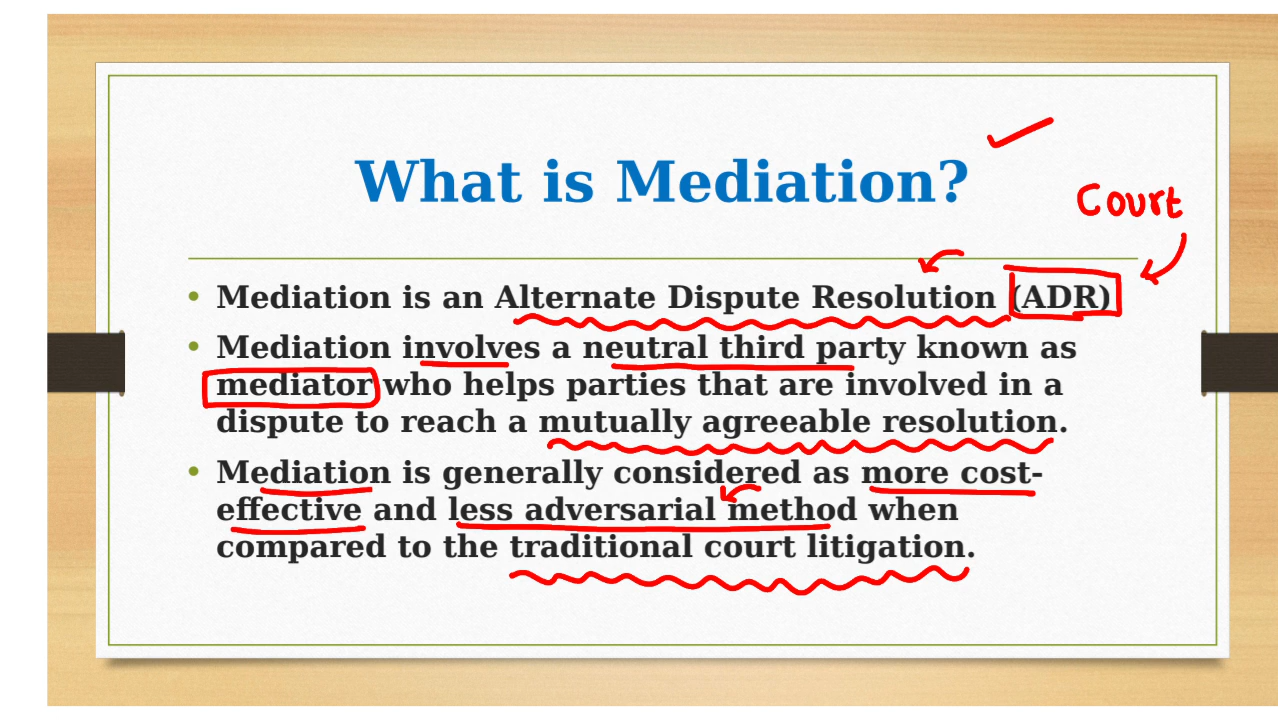 What is Mediation?
Court
• Mediation is an Alternate Dispute Resolution (ADR)
• Mediation involves a neutral third party known as
mediator who helps parties that are involved in a
dispute to reach a mutually agreeable resolution.
• Mediation is generally considered as more cost-
effective and less adversarial method when
compared to the traditional court litigation.